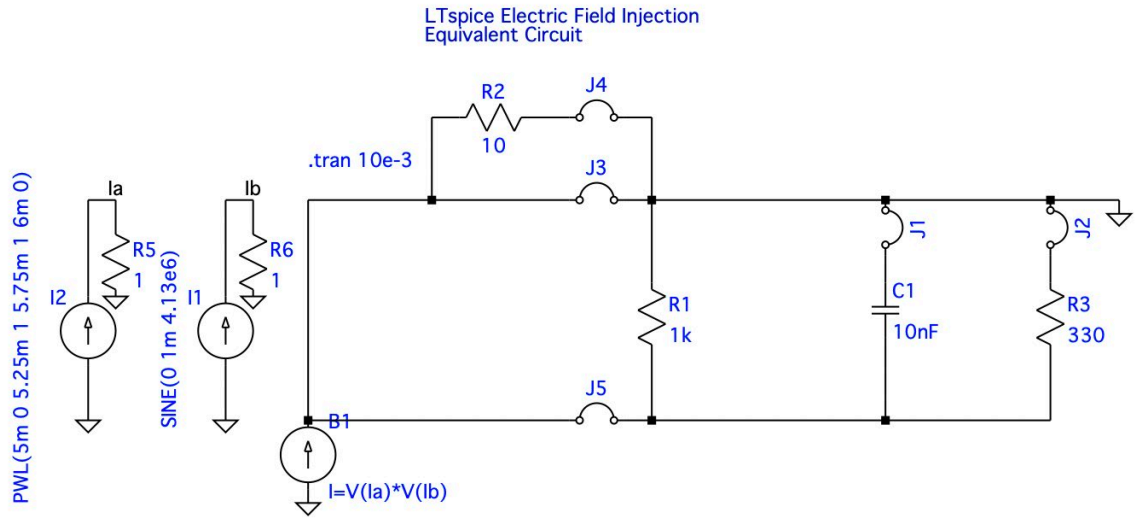 LTspice Electric Field Injection
Equivalent Circuit
R2
10
J4
.tran 10e-3
J3
PWL(5m 0 5.25m 1 5.75m 1 6m 0)
Ia
R5
1
I2
SINE(0 1m 4.13e6)
Ib
R6
1
I1
R1
1k
J1
C1
10nF
J2
R3
330
J5
B1
I=V(Ia)*V(Ib)